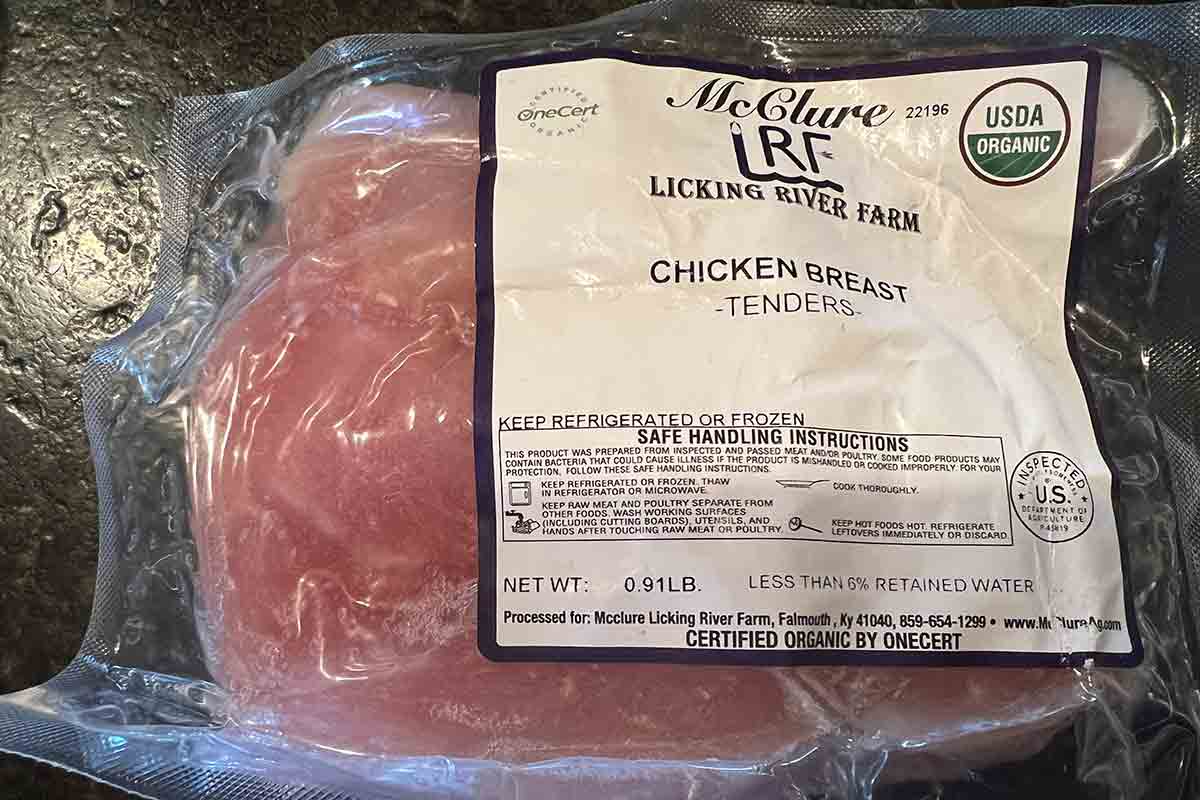 CERTIFIED
OneCert
ORGANIC
McClure 22196
LRF
LICKING RIVER FARM
USDA
ORGANIC
CHICKEN BREAST
-TENDERS-
KEEP REFRIGERATED OR FROZEN
SAFE HANDLING INSTRUCTIONS
THIS PRODUCT WAS PREPARED FROM INSPECTED AND PASSED MEAT AND/OR POULTRY. SOME FOOD PRODUCTS MAY
CONTAIN BACTERIA THAT COULD CAUSE ILLNESS IF THE PRODUCT IS MISHANDLED OR COOKED IMPROPERLY. FOR YOUR
PROTECTION, FOLLOW THESE SAFE HANDLING INSTRUCTIONS.
KEEP REFRIGERATED OR FROZEN. THAW
IN REFRIGERATOR OR MICROWAVE.
KEEP RAW MEAT AND POULTRY SEPARATE FROM
OTHER FOODS. WASH WORKING SURFACES
(INCLUDING CUTTING BOARDS), UTENSILS, AND
HANDS AFTER TOUCHING RAW MEAT OR POULTRY.
COOK THOROUGHLY.
KEEP HOT FOODS HOT. REFRIGERATE
LEFTOVERS IMMEDIATELY OR DISCARD.
INSPECTED
U.S.
DEPARTMENT OF
AGRICULTURE
NET WT: 0.91LB. LESS THAN 6% RETAINED WATER
Processed for: Mcclure Licking River Farm, Falmouth, Ky 41040, 859-654-1299 •
CERTIFIED ORGANIC BY ONECERT